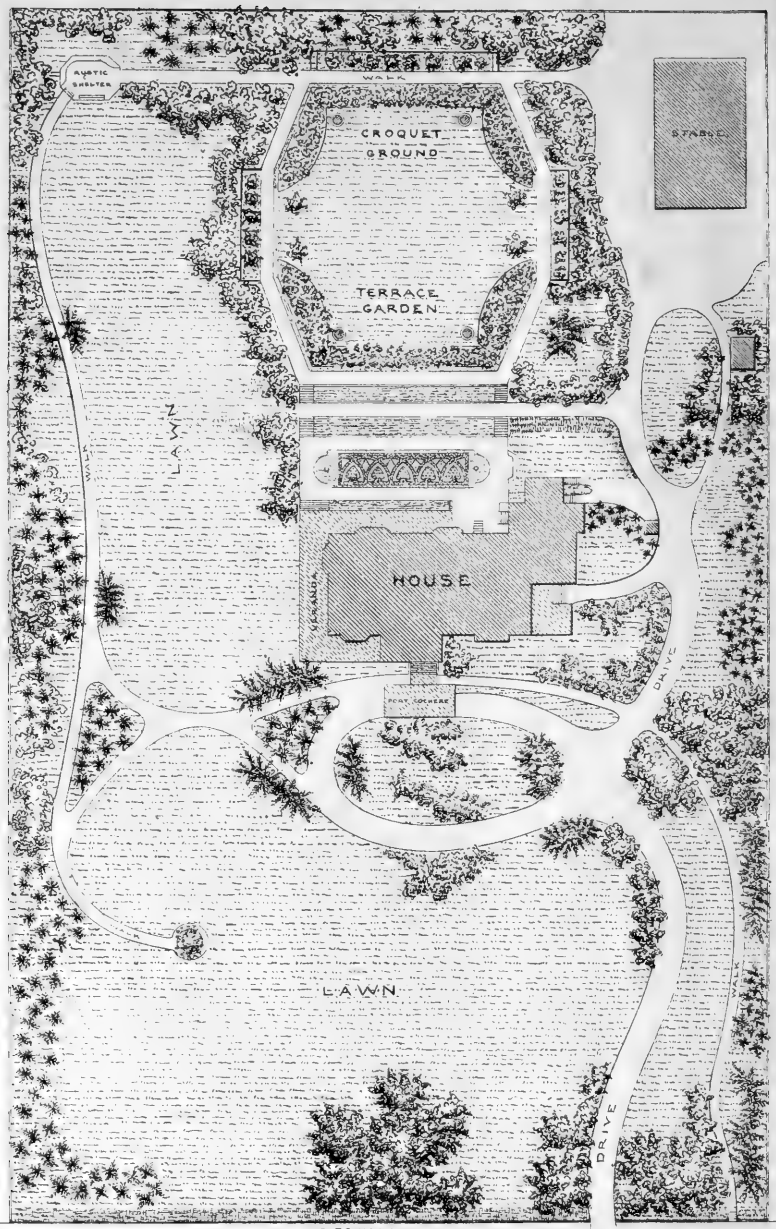 RUSTIC
SHELTER
WALK
STABLE
CROQUET
GROUND
TERRACE
GARDEN
LAWN
WALK
HOUSE
VERANDA
DRIVE
PORT COCHERE
LAWN
WALK
DRIVE